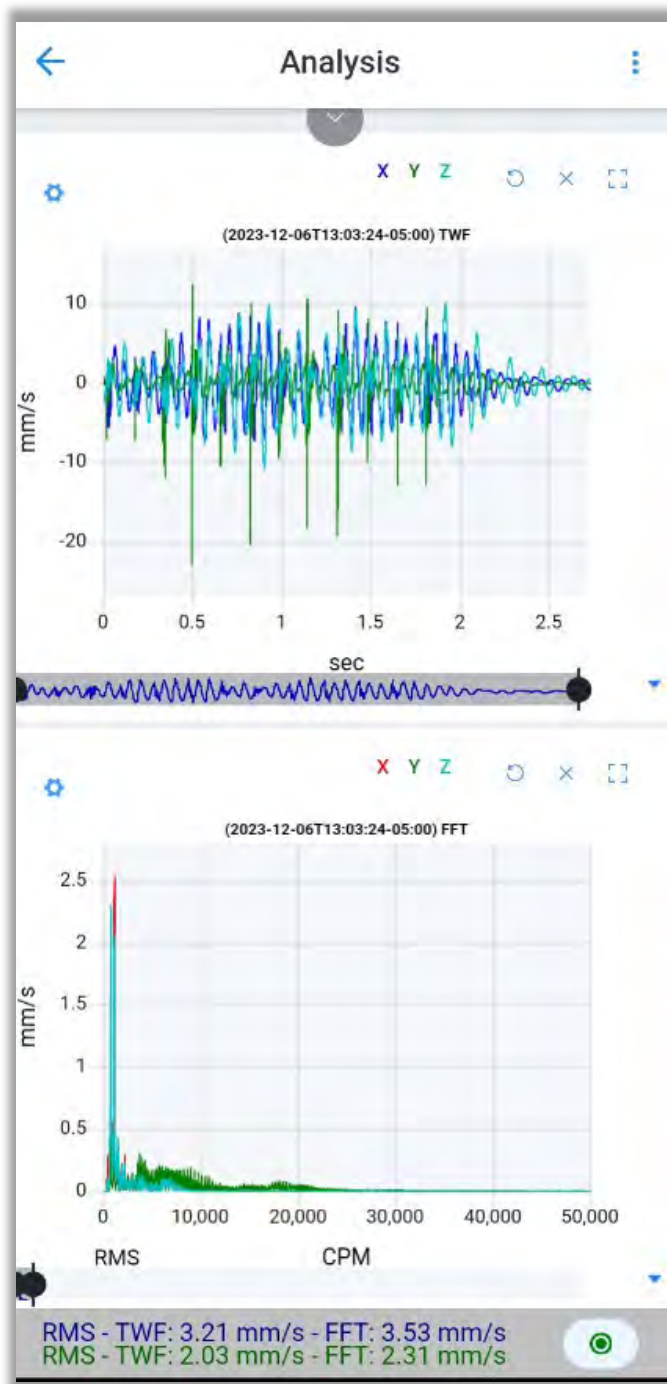 Analysis
X Y Z
(2023-12-06T13:03:24-05:00) TWF
10
0
-10
-20
mm/s
0 0.5 1 1.5 2 2.5
sec
X Y Z
(2023-12-06T13:03:24-05:00) FFT
2.5
2
1.5
1
0.5
0
mm/s
0 10,000 20,000 30,000 40,000 50,000
RMS CPM
RMS - TWF: 3.21 mm/s - FFT: 3.53 mm/s
RMS - TWF: 2.03 mm/s - FFT: 2.31 mm/s